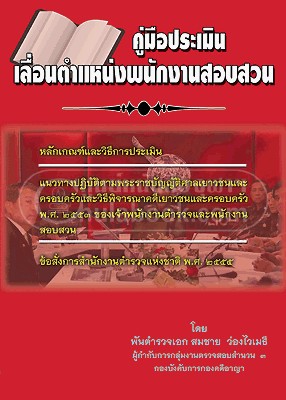 คู่มือประเมิน
เลื่อนตำแหน่งพนักงานสอบสวน
หลักเกณฑ์และวิธีการประเมิน
แนวทางปฏิบัติตามพระราชบัญญัติศาลเยาวชนและ
ครอบครัวและวิธีพิจารณาคดีเยาวชนและครอบครัว
พ.ศ. ๒๕๕๓ ของเจ้าพนักงานตำรวจและพนักงาน
สอบสวน
ข้อสั่งการสำนักงานตำรวจแห่งชาติ พ.ศ. ๒๕๕๕
โดย
พันตำรวจเอก สมชาย ว่องไวเมธี
ผู้กำกับการกลุ่มงานตรวจสอบสำนวน ๓
กองบังคับการกองคดีอาญา